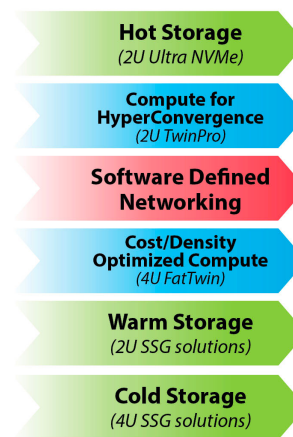 Hot Storage
(2U Ultra NVMe)
Compute for
HyperConvergence
(2U TwinPro)
Software Defined
Networking
Cost/Density
Optimized Compute
(4U FatTwin)
Warm Storage
(2U SSG solutions)
Cold Storage
(4U SSG solutions)